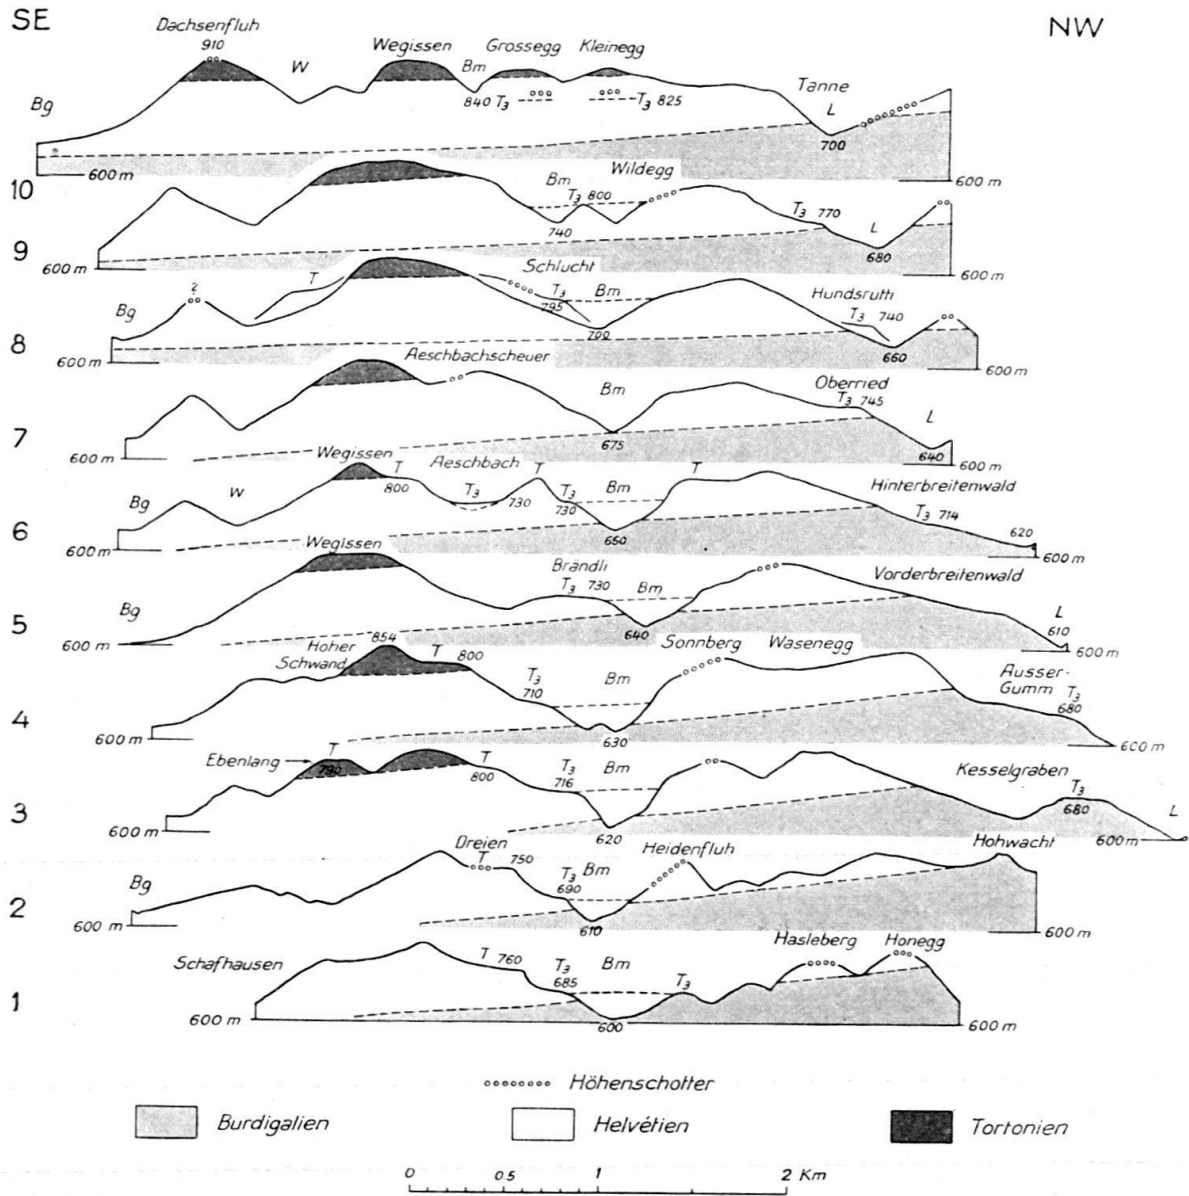 SE NW
Dachsenfluh
910 W Wegissen Bm Grossegg Kleinegg
Bg 840 T3 T3 825 Tanne L
700
10 600 m 600 m
Wildegg
Bm T3 800
740 T3 770 L
680
9 600 m 600 m
Schlucht
? T T3 Bm
795
Bg 700 Hundsrütti
T3 740
660
8 600 m 600 m
Aeschbachscheuer
Bm Oberried
T3 745
L
675 640
7 600 m 600 m
Wegissen T Aeschbach T T
800 T3 730 T3 Bm
730
Bg W Hinterbreitenwald
T3 714
650 620
6 600 m 600 m
Wegissen
Brändli
T3 730 Bm Vorderbreitenwald
Bg L
640 610
5 600 m 600 m
Hoher
Schwand 854 T 800 Sonnberg Wasenegg
T3
710 Bm Ausser-
Gumm T3
680
630
4 600 m 600 m
Ebenlang T T
790 800 T3
716 Bm Kesselgraben
T3
680 L
620
3 600 m 600 m
Dreien
T 750 Heidenfluh Hohwacht
T3 Bm
690
Bg
610
2 600 m 600 m
Hasleberg Honegg
Schafhausen T 760 T3 Bm
685 T3
600
1 600 m 600 m
Höhenschotter
Burdigalien Helvétien Tortonien
0 0.5 1 2 Km